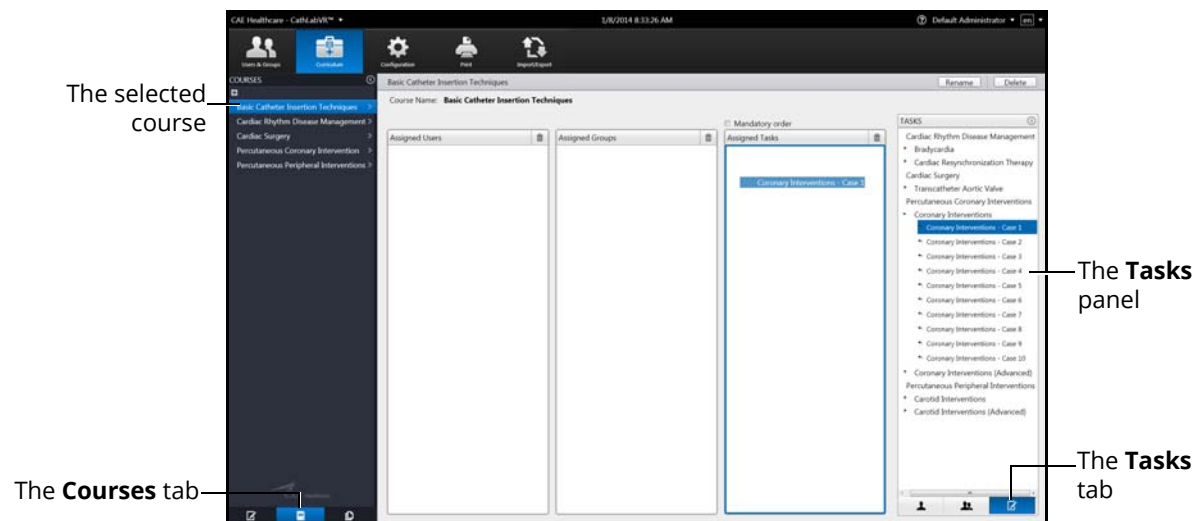 CAE Healthcare - CathLabVR™
1/8/2014 8:33:26 AM
Default Administrator
en
Users & Groups
Curriculum
Configuration
Print
Import/Export
COURSES
Basic Catheter Insertion Techniques
Cardiac Rhythm Disease Management
Cardiac Surgery
Percutaneous Coronary Intervention
Percutaneous Peripheral Interventions
Basic Catheter Insertion Techniques
Rename
Delete
Course Name: Basic Catheter Insertion Techniques
Mandatory order
Assigned Users
Assigned Groups
Assigned Tasks
Coronary Interventions - Case 1
TASKS
Cardiac Rhythm Disease Management
Bradycardia
Cardiac Resynchronization Therapy
Cardiac Surgery
Transcatheter Aortic Valve
Percutaneous Coronary Interventions
Coronary Interventions
Coronary Interventions - Case 1
Coronary Interventions - Case 2
Coronary Interventions - Case 3
Coronary Interventions - Case 4
Coronary Interventions - Case 5
Coronary Interventions - Case 6
Coronary Interventions - Case 7
Coronary Interventions - Case 8
Coronary Interventions - Case 9
Coronary Interventions - Case 10
Coronary Interventions (Advanced)
Percutaneous Peripheral Interventions
Carotid Interventions
Carotid Interventions (Advanced)
The selected
course
The Courses tab
The Tasks
panel
The Tasks
tab